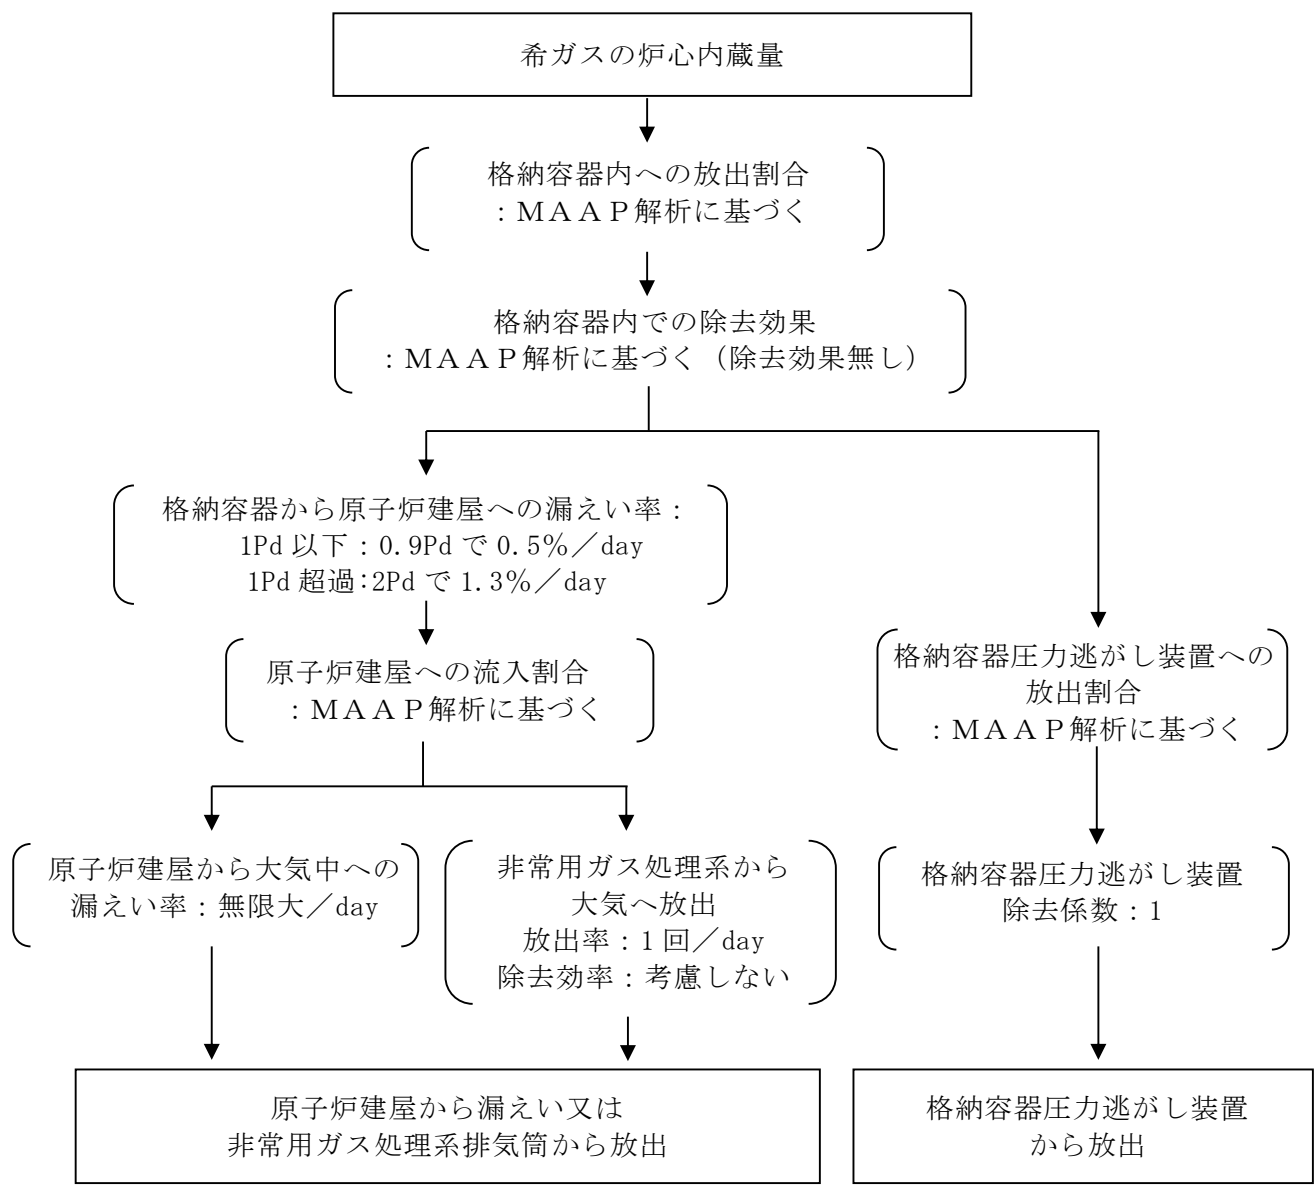 希ガスの炉心内蔵量
格納容器内への放出割合
：ＭＡＡＰ解析に基づく
格納容器内での除去効果
：ＭＡＡＰ解析に基づく（除去効果無し）
格納容器から原子炉建屋への漏えい率：
1Pd 以下：0.9Pd で 0.5％／day
1Pd 超過：2Pd で 1.3％／day
原子炉建屋への流入割合
：ＭＡＡＰ解析に基づく
格納容器圧力逃がし装置への
放出割合
：ＭＡＡＰ解析に基づく
原子炉建屋から大気中への
漏えい率：無限大／day
非常用ガス処理系から
大気へ放出
放出率：1 回／day
除去効率：考慮しない
格納容器圧力逃がし装置
除去係数：1
原子炉建屋から漏えい又は
非常用ガス処理系排気筒から放出
格納容器圧力逃がし装置
から放出